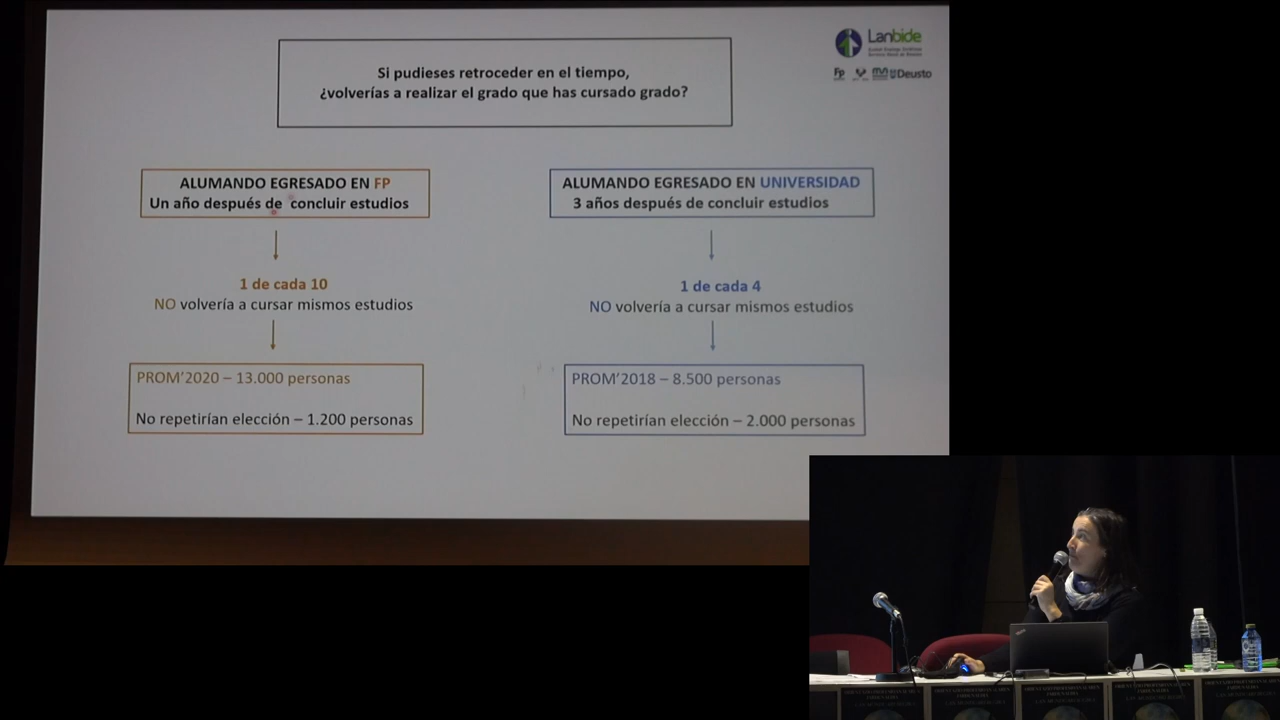 Si pudieses retroceder en el tiempo,
¿volverías a realizar el grado que has cursado grado?
Lanbide
Fp
Deusto
ALUMANDO EGRESADO EN FP
Un año después de concluir estudios
1 de cada 10
NO volvería a cursar mismos estudios
PROM'2020 – 13.000 personas
No repetirían elección – 1.200 personas
ALUMANDO EGRESADO EN UNIVERSIDAD
3 años después de concluir estudios
1 de cada 4
NO volvería a cursar mismos estudios
PROM'2018 – 8.500 personas
No repetirían elección – 2.000 personas